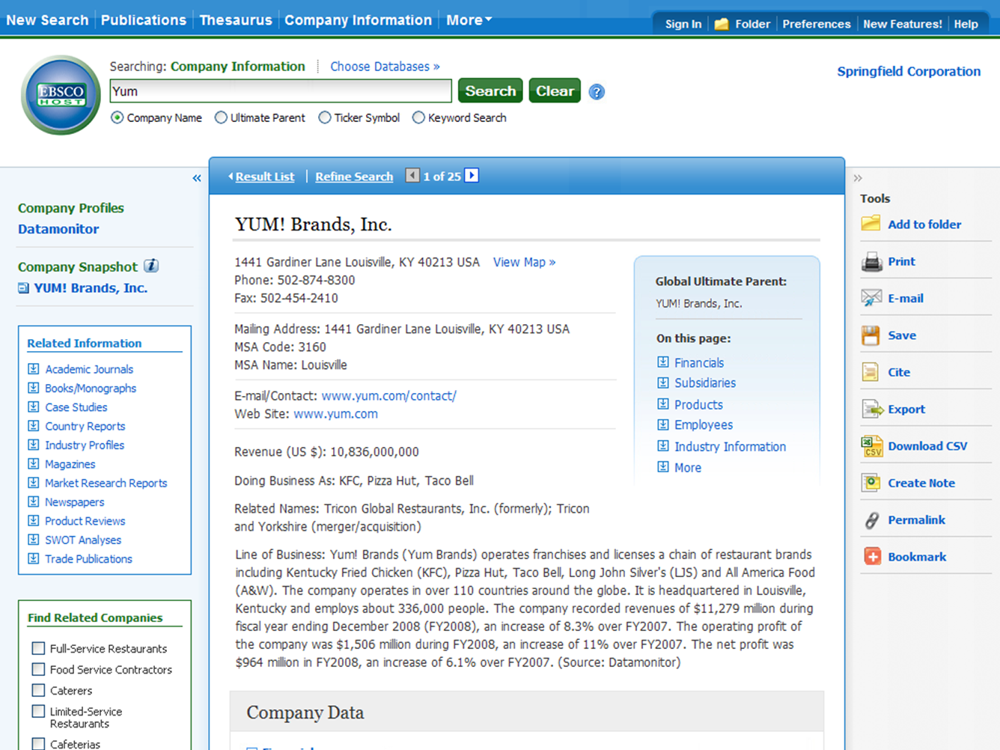 New Search Publications Thesaurus Company Information More
Sign In Folder Preferences New Features! Help
EBSCO
HOST
Searching: Company Information Choose Databases »
Yum
Search
Clear
?
Springfield Corporation
Company Name Ultimate Parent Ticker Symbol Keyword Search
«
Company Profiles
Datamonitor
Company Snapshot i
YUM! Brands, Inc.
Related Information
Academic Journals
Books/Monographs
Case Studies
Country Reports
Industry Profiles
Magazines
Market Research Reports
Newspapers
Product Reviews
SWOT Analyses
Trade Publications
Find Related Companies
Full-Service Restaurants
Food Service Contractors
Caterers
Limited-Service
Restaurants
Cafeterias
Result List | Refine Search 1 of 25
YUM! Brands, Inc.
1441 Gardiner Lane Louisville, KY 40213 USA View Map »
Phone: 502-874-8300
Fax: 502-454-2410
Mailing Address: 1441 Gardiner Lane Louisville, KY 40213 USA
MSA Code: 3160
MSA Name: Louisville
E-mail/Contact: www.yum.com/contact/
Web Site: www.yum.com
Revenue (US $): 10,836,000,000
Doing Business As: KFC, Pizza Hut, Taco Bell
Related Names: Tricon Global Restaurants, Inc. (formerly); Tricon
and Yorkshire (merger/acquisition)
Line of Business: Yum! Brands (Yum Brands) operates franchises and licenses a chain of restaurant brands
including Kentucky Fried Chicken (KFC), Pizza Hut, Taco Bell, Long John Silver's (LJS) and All America Food
(A&W). The company operates in over 110 countries around the globe. It is headquartered in Louisville,
Kentucky and employs about 336,000 people. The company recorded revenues of $11,279 million during
fiscal year ending December 2008 (FY2008), an increase of 8.3% over FY2007. The operating profit of
the company was $1,506 million during FY2008, an increase of 11% over FY2007. The net profit was
$964 million in FY2008, an increase of 6.1% over FY2007. (Source: Datamonitor)
Global Ultimate Parent:
YUM! Brands, Inc.
On this page:
Financials
Subsidiaries
Products
Employees
Industry Information
More
Company Data
»
Tools
Add to folder
Print
E-mail
Save
Cite
Export
CSV
Download CSV
Create Note
Permalink
Bookmark